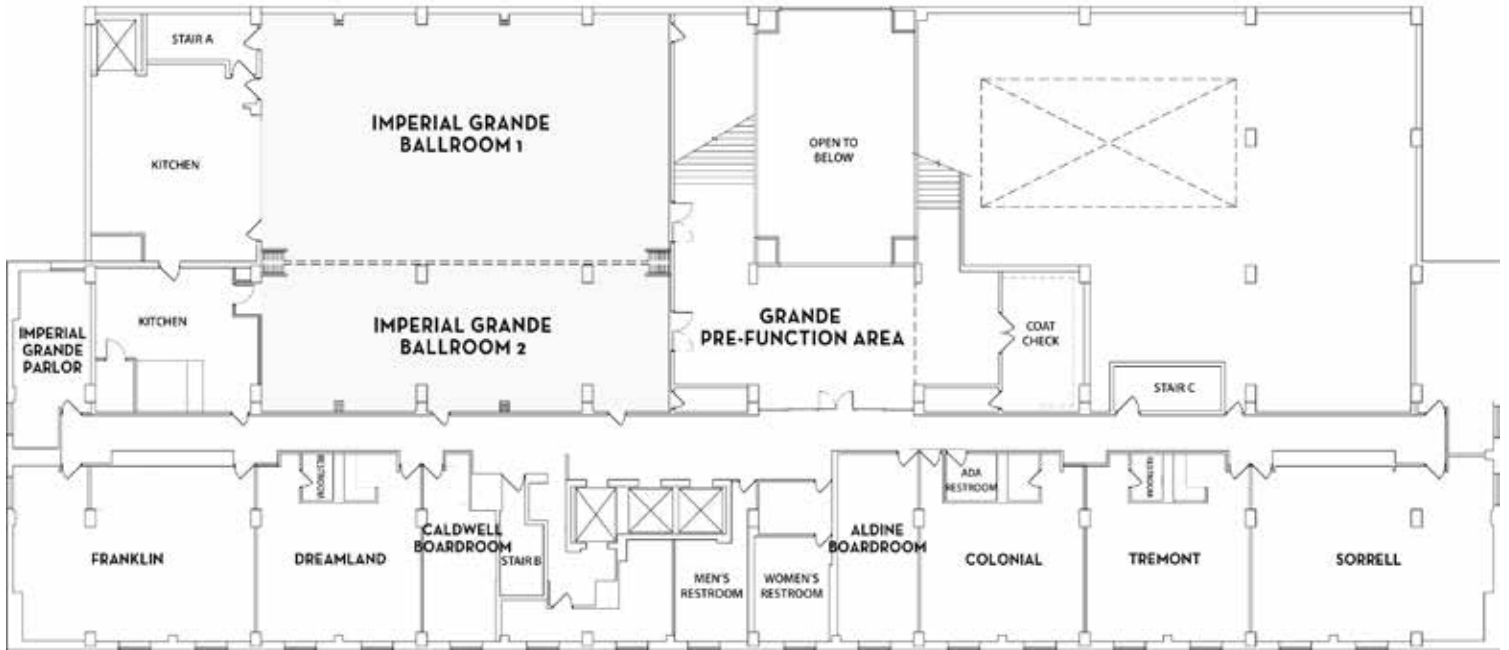 STAIR A
IMPERIAL GRANDE
BALLROOM 1
KITCHEN
OPEN TO
BELOW
IMPERIAL
GRANDE
PARLOR
KITCHEN
IMPERIAL GRANDE
BALLROOM 2
GRANDE
PRE-FUNCTION AREA
COAT
CHECK
STAIR C
RESTROOM
ADA
RESTROOM
RESTROOM
FRANKLIN
DREAMLAND
CALDWELL
BOARDROOM
STAIR B
MEN'S
RESTROOM
WOMEN'S
RESTROOM
ALDINE
BOARDROOM
COLONIAL
TREMONT
SORRELL